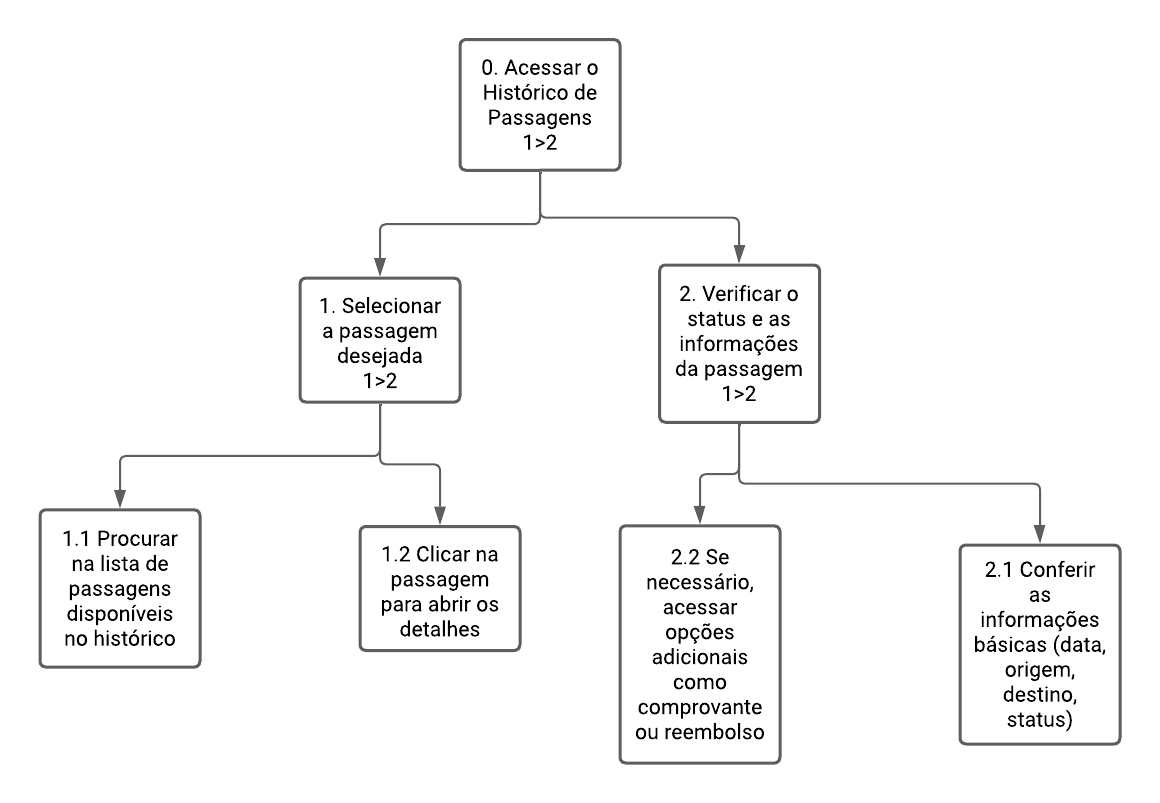 0. Acessar o
Histórico de
Passagens
1>2
1. Selecionar
a passagem
desejada
1>2
2. Verificar o
status e as
informações
da passagem
1>2
1.1 Procurar
na lista de
passagens
disponíveis
no histórico
1.2 Clicar na
passagem
para abrir os
detalhes
2.2 Se
necessário,
acessar
opções
adicionais
como
comprovante
ou reembolso
2.1 Conferir
as
informações
básicas (data,
origem,
destino,
status)